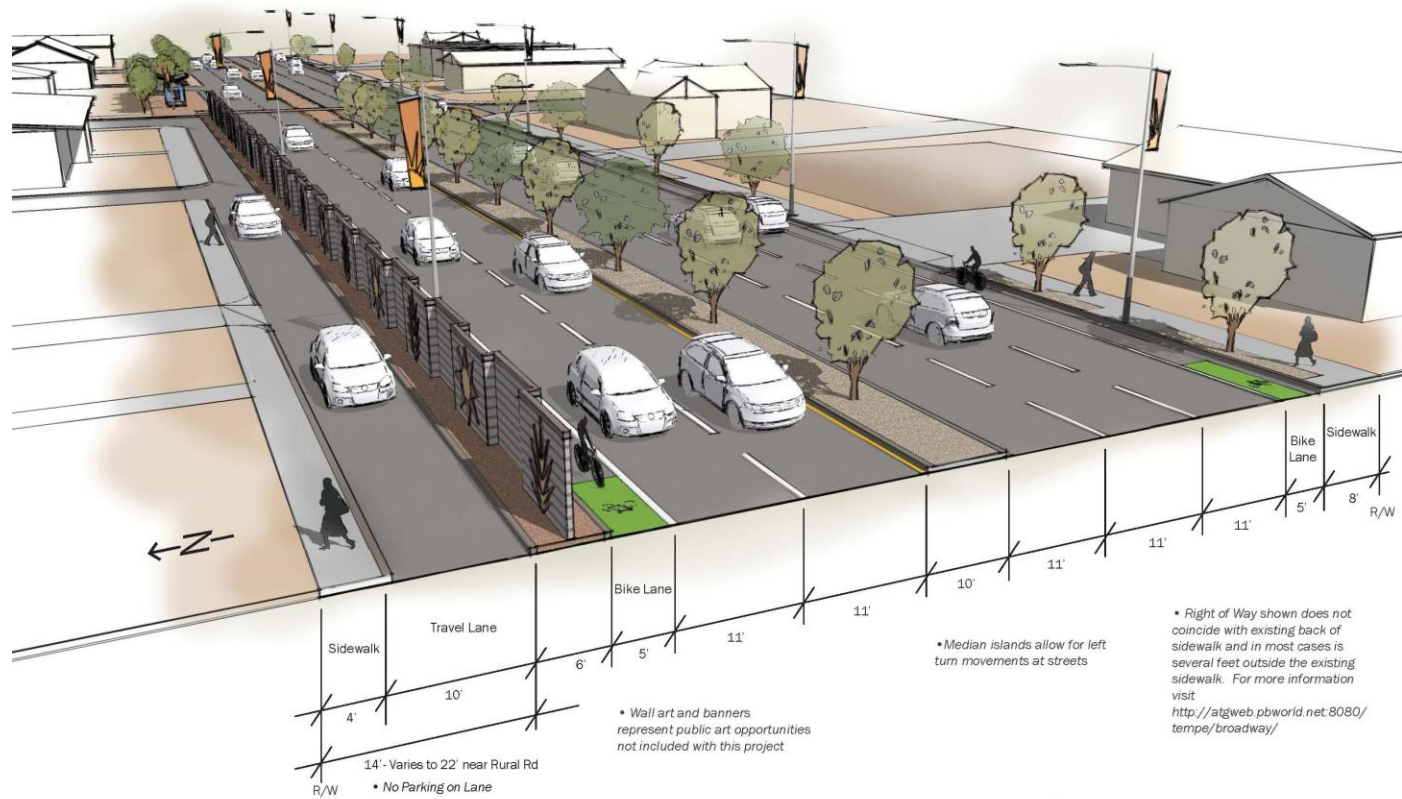 Bike
Lane
Sidewalk
5'
8'
R/W
11'
11'
11'
10'
11'
11'
Bike Lane
5'
6'
Travel Lane
10'
Sidewalk
4'
←N-
14'- Varies to 22' near Rural Rd
R/W
• No Parking on Lane
• Wall art and banners
represent public art opportunities
not included with this project
•Median islands allow for left
turn movements at streets
• Right of Way shown does not
coincide with existing back of
sidewalk and in most cases is
several feet outside the existing
sidewalk. For more information
visit
http://atgweb.pbworld.net:8080/
tempe/broadway/